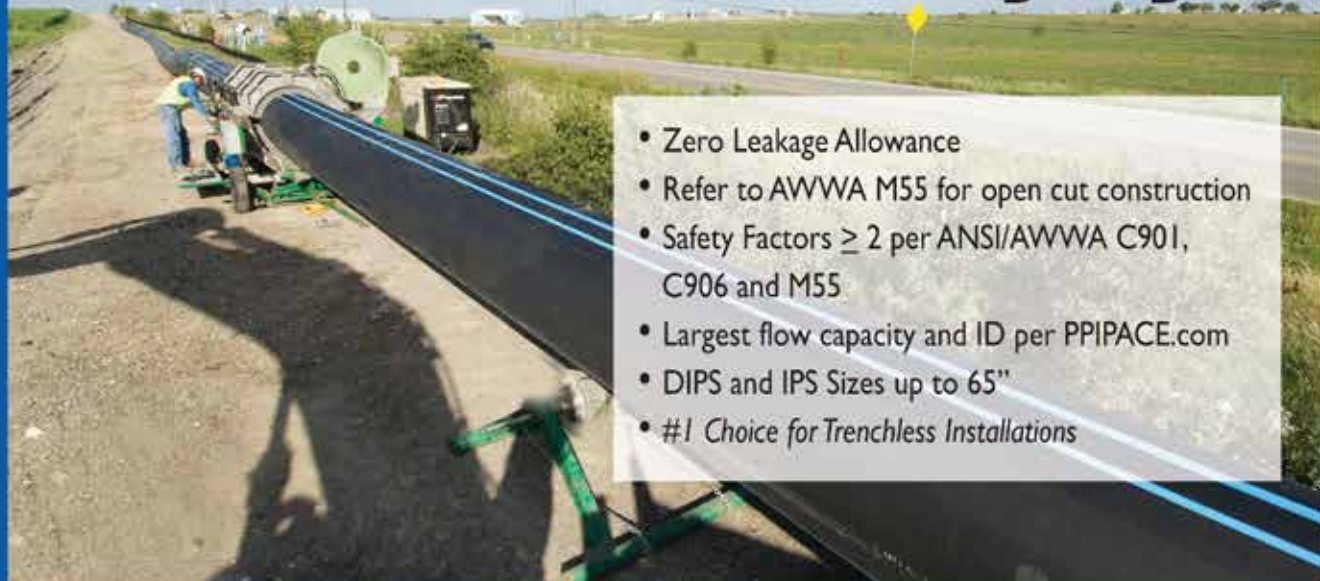 • Zero Leakage Allowance
• Refer to AWWA M55 for open cut construction
• Safety Factors ≥ 2 per ANSI/AWWA C901,
C906 and M55
• Largest flow capacity and ID per PPIPACE.com
• DIPS and IPS Sizes up to 65”
• #1 Choice for Trenchless Installations